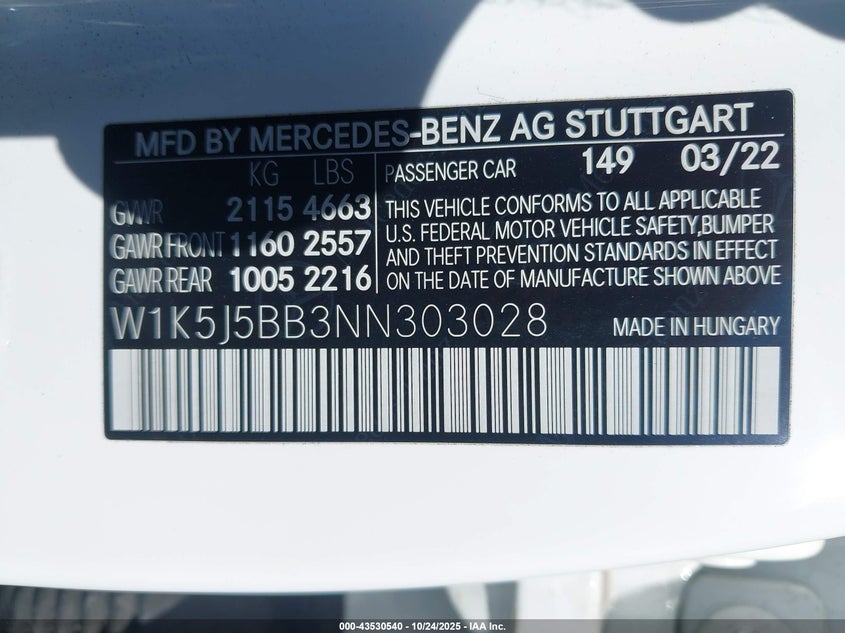 MFD BY MERCEDES-BENZ AG STUTTGART
KG LBS
GVWR 2115 4663
GAWR FRONT 1160 2557
GAWR REAR 1005 2216
PASSENGER CAR 149 03/22
THIS VEHICLE CONFORMS TO ALL APPLICABLE
U.S. FEDERAL MOTOR VEHICLE SAFETY,BUMPER
AND THEFT PREVENTION STANDARDS IN EFFECT
ON THE DATE OF MANUFACTURE SHOWN ABOVE
W1K5J5BB3NN303028 MADE IN HUNGARY
000-43530540 - 10/24/2025 - IAA Inc.